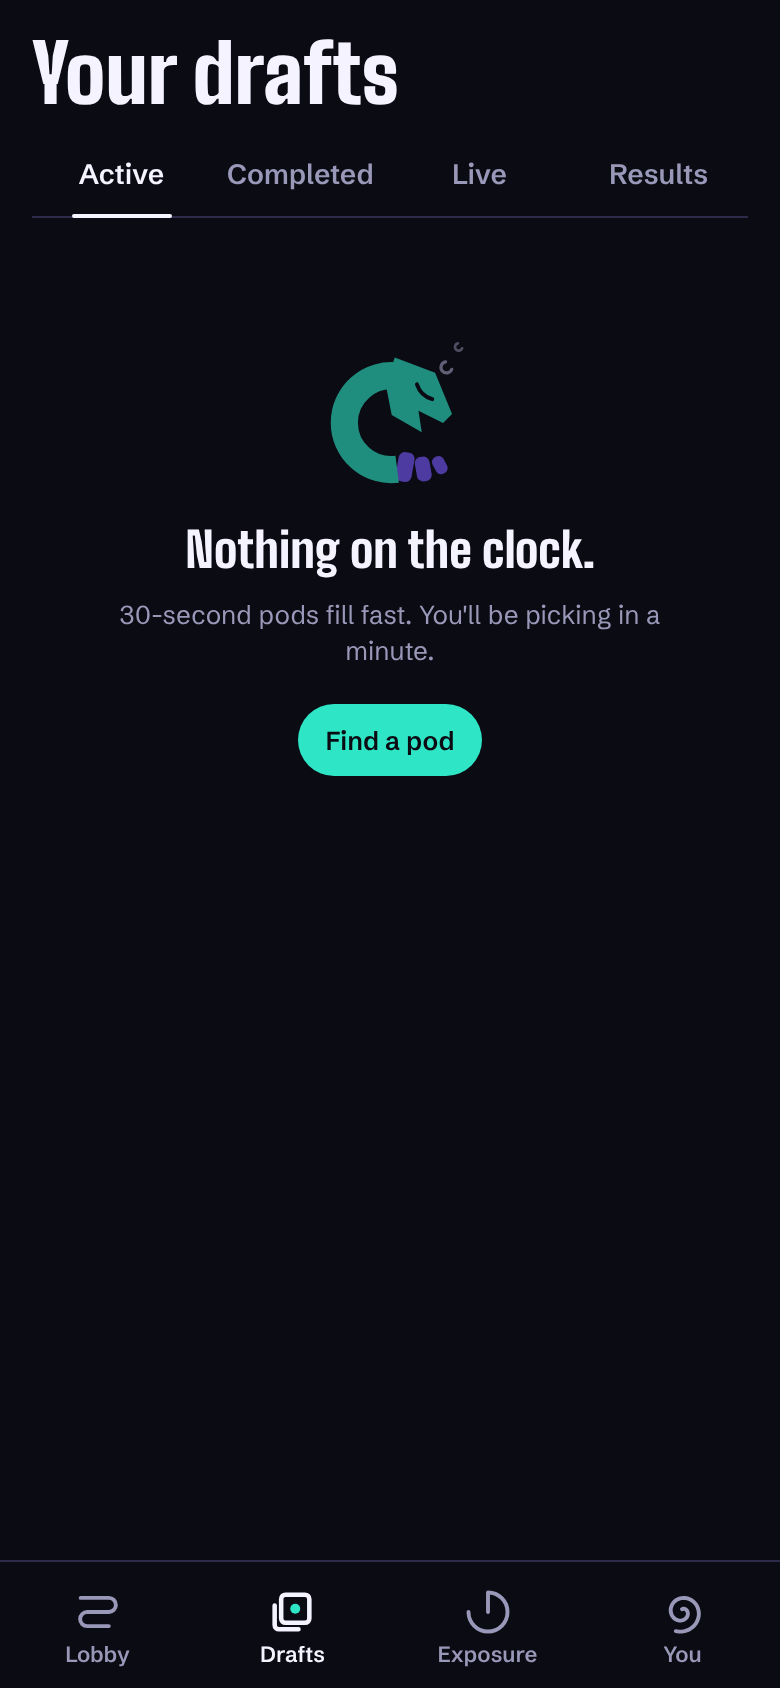 Your drafts
Active
Completed
Live
Results
Nothing on the clock.
30-second pods fill fast. You'll be picking in a
minute.
Find a pod
Lobby
Drafts
Exposure
You